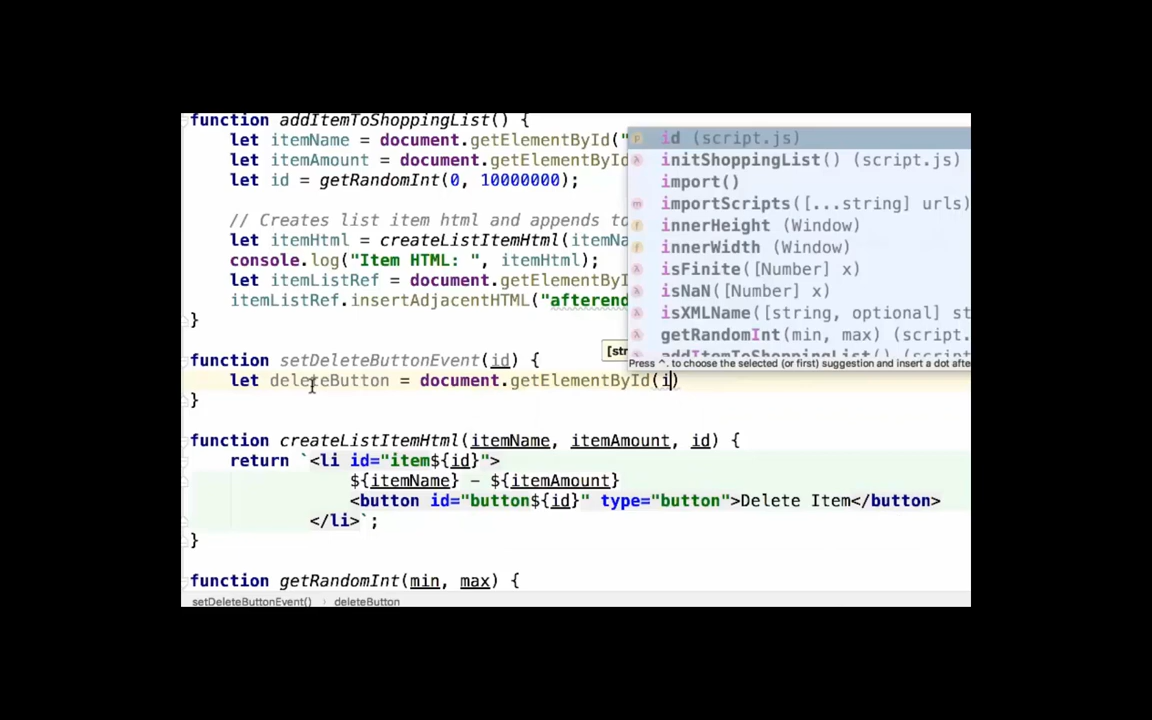 function addItemToShoppingList() {
let itemName = document.getElementById("
let itemAmount = document.getElementById
let id = getRandomInt(0, 10000000);
// Creates list item html and appends to
let itemHtml = createListItemHtml(itemNa
console.log("Item HTML: ", itemHtml);
let itemListRef = document.getElementById
itemListRef.insertAdjacentHTML("afterend
}
id (script.js)
initShoppingList() (script.js)
import()
importScripts([...string] urls)
innerHeight (Window)
innerWidth (Window)
isFinite([Number] x)
isNaN([Number] x)
isXMLName([string, optional] st
getRandomInt(min, max) (script.
addItemToShoppingList() (script
Press ^. to choose the selected (or first) suggestion and insert a dot afte
[str
function setDeleteButtonEvent(id) {
let deleteButton = document.getElementById(i)
}
function createListItemHtml(itemName, itemAmount, id) {
return `<li id="item${id}">
${itemName} - ${itemAmount}
<button id="button${id}" type="button">Delete Item</button>
</li>`;
}
function getRandomInt(min, max) {
setDeleteButtonEvent() › deleteButton